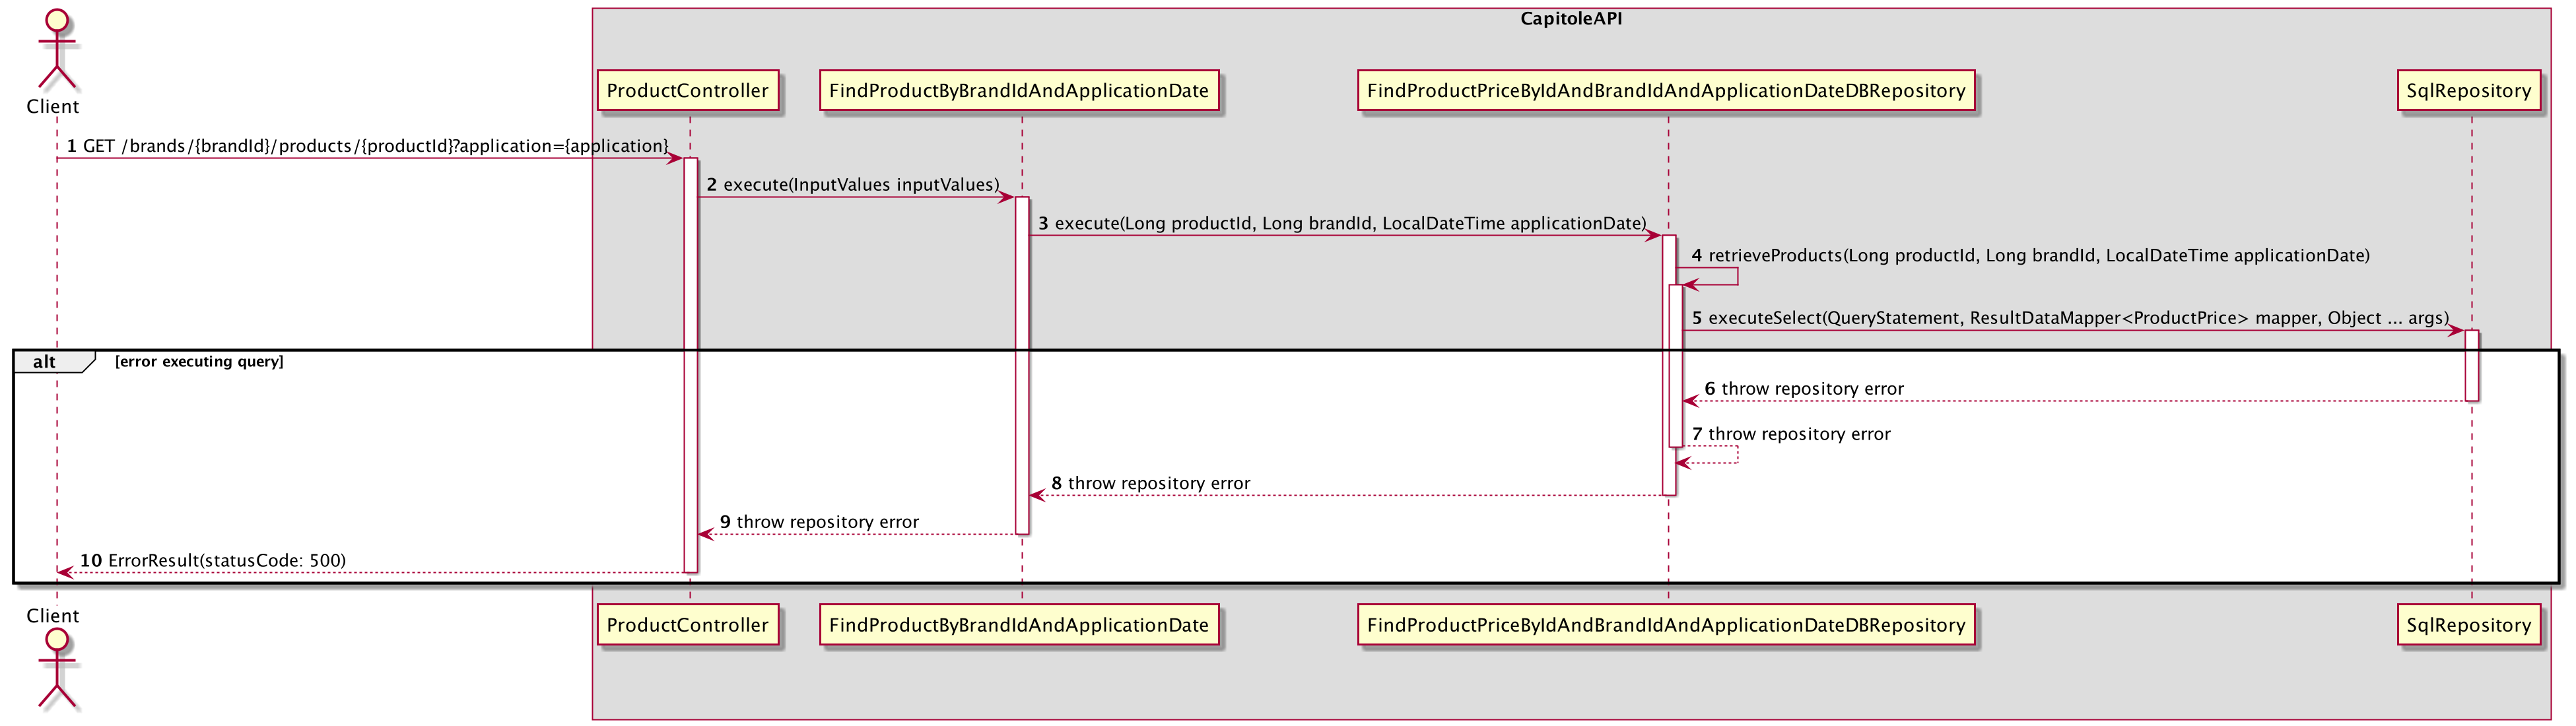 CapitoleAPI
Client
ProductController
FindProductByBrandIdAndApplicationDate
FindProductPriceByIdAndBrandIdAndApplicationDateDBRepository
SqlRepository
1 GET /brands/{brandId}/products/{productId}?application={application}
2 execute(InputValues inputValues)
3 execute(Long productId, Long brandId, LocalDateTime applicationDate)
4 retrieveProducts(Long productId, Long brandId, LocalDateTime applicationDate)
5 executeSelect(QueryStatement, ResultDataMapper<ProductPrice> mapper, Object ... args)
alt [error executing query]
6 throw repository error
7 throw repository error
8 throw repository error
9 throw repository error
10 ErrorResult(statusCode: 500)
Client
ProductController
FindProductByBrandIdAndApplicationDate
FindProductPriceByIdAndBrandIdAndApplicationDateDBRepository
SqlRepository